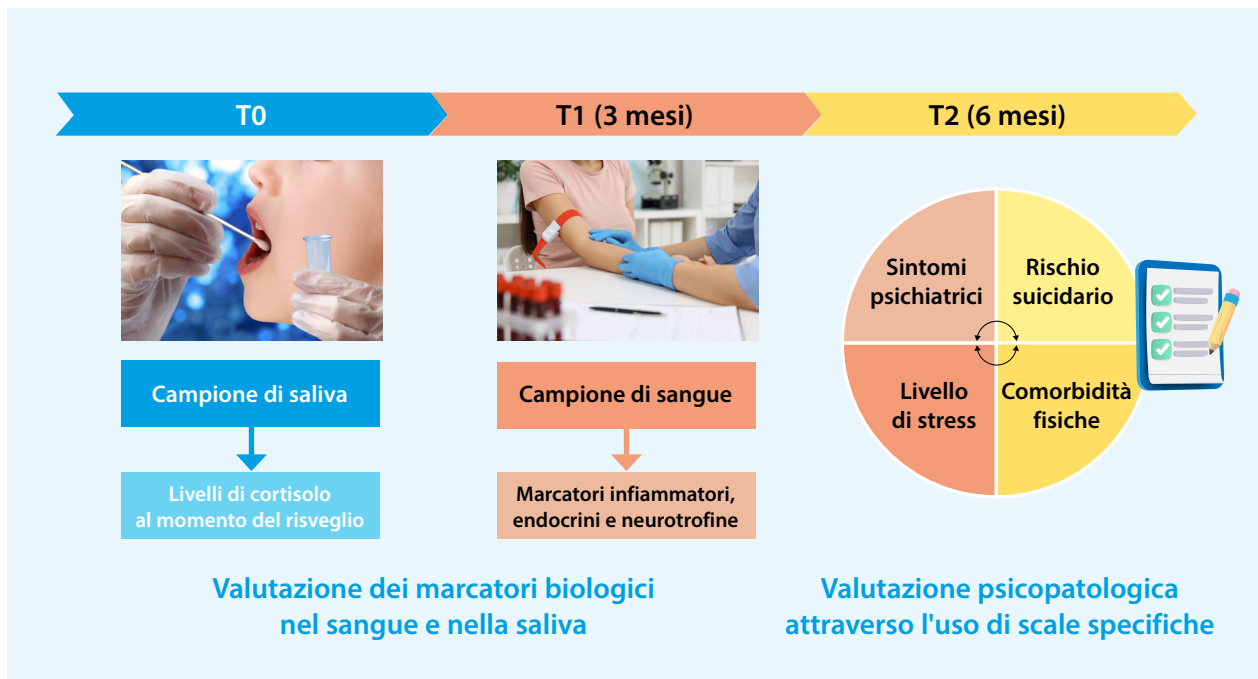 T0
T1 (3 mesi)
T2 (6 mesi)
Campione di saliva
Livelli di cortisolo
al momento del risveglio
Campione di sangue
Marcatori infiammatori,
endocrini e neurotrofine
Sintomi
psichiatrici
Rischio
suicidario
Livello
di stress
Comorbidità
fisiche
Valutazione dei marcatori biologici
nel sangue e nella saliva
Valutazione psicopatologica
attraverso l'uso di scale specifiche